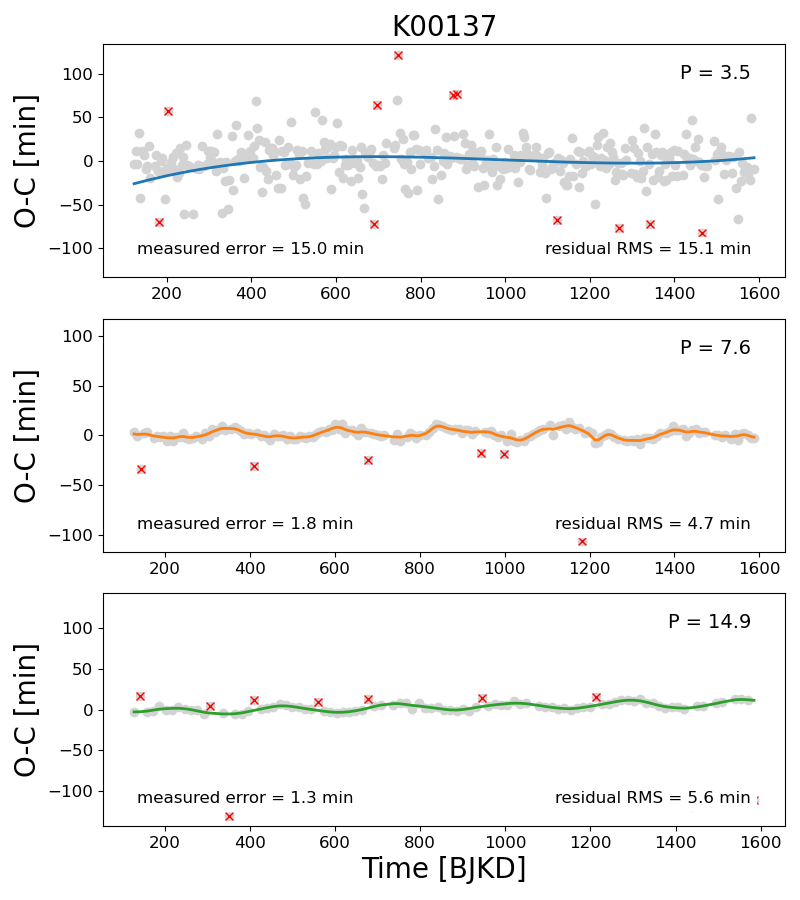 K00137
O-C [min]
100
50
0
−50
−100
P = 3.5
measured error = 15.0 min
residual RMS = 15.1 min
200 400 600 800 1000 1200 1400 1600
O-C [min]
100
50
0
−50
−100
P = 7.6
measured error = 1.8 min
residual RMS = 4.7 min
200 400 600 800 1000 1200 1400 1600
O-C [min]
100
50
0
−50
−100
P = 14.9
measured error = 1.3 min
residual RMS = 5.6 min
200 400 600 800 1000 1200 1400 1600
Time [BJKD]